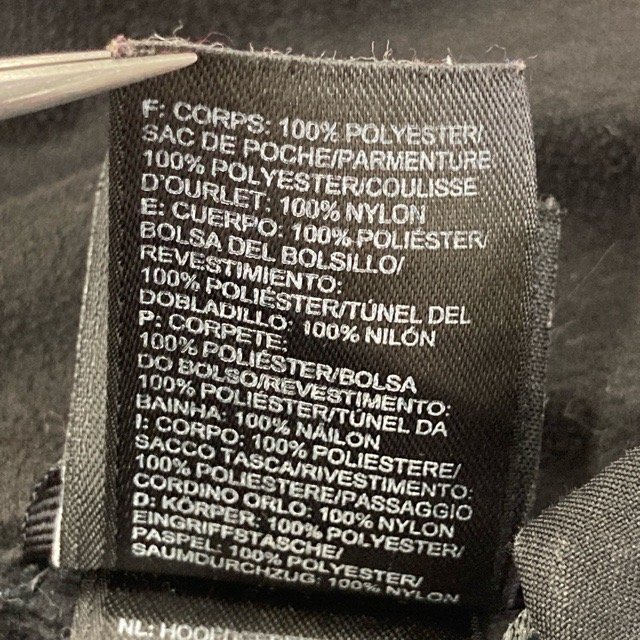 F: CORPS: 100% POLYESTER/
SAC DE POCHE/PARMENTURE
100% POLYESTER/COULISSE
D'OURLET: 100% NYLON
E: CUERPO: 100% POLIÉSTER/
BOLSA DEL BOLSILLO/
REVESTIMIENTO:
100% POLIÉSTER/TÚNEL DEL
DOBLADILLO: 100% NILÓN
P: CORPETE:
100% POLIÉSTER/BOLSA
DO BOLSO/REVESTIMENTO:
100% POLIÉSTER/TÚNEL DA
BAINHA: 100% NÁILON
I: CORPO: 100% POLIESTERE/
SACCO TASCA/RIVESTIMENTO:
100% POLIESTERE/PASSAGGIO
CORDINO ORLO: 100% NYLON
D: KÖRPER: 100% POLYESTER/
EINGRIFFSTASCHE/
PASPEL: 100% POLYESTER/
SAUMDURCHZUG: 100% NYLON
NL: